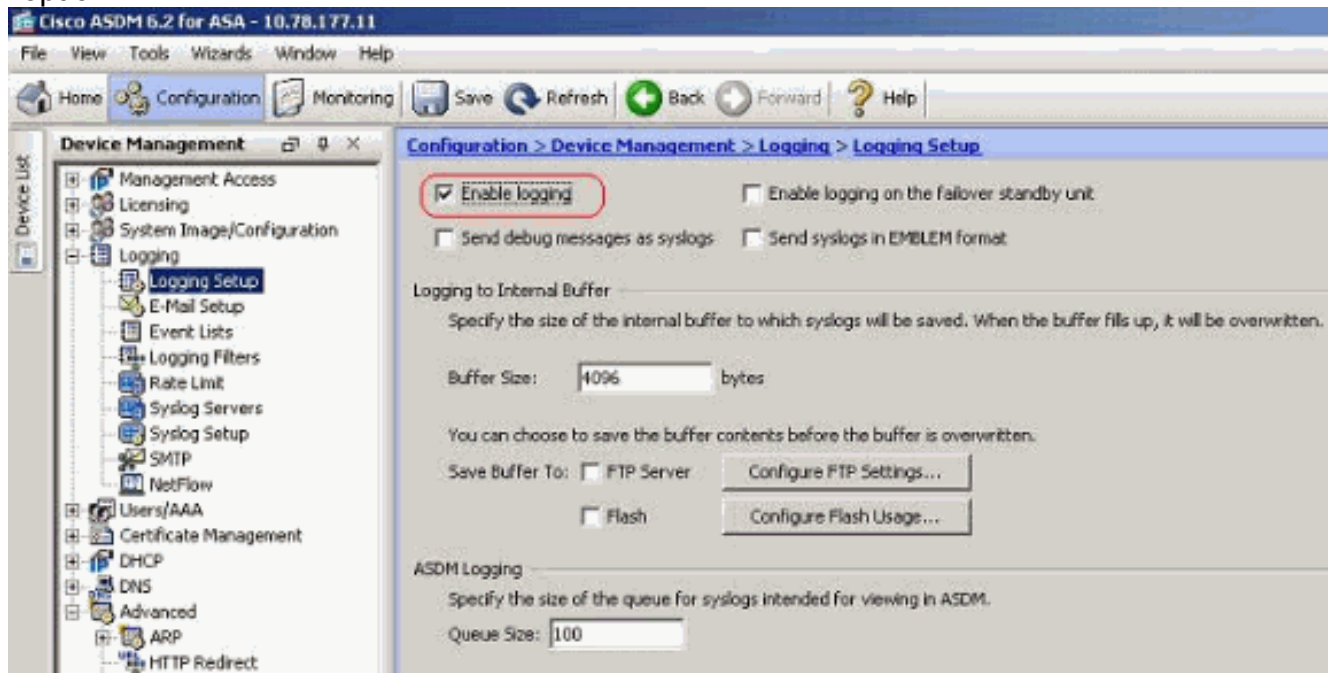 Cisco ASDM 6.2 for ASA - 10.78.177.11
File View Tools Wizards Window Help
Home Configuration Monitoring Save Refresh Back Forward Help
Device List
Device Management
Management Access
Licensing
System Image/Configuration
Logging
Logging Setup
E-Mail Setup
Event Lists
Logging Filters
Rate Limit
Syslog Servers
Syslog Setup
SMTP
NetFlow
Users/AAA
Certificate Management
DHCP
DNS
Advanced
ARP
HTTP Redirect
Configuration > Device Management > Logging > Logging Setup
Enable logging Enable logging on the failover standby unit
Send debug messages as syslogs Send syslogs in EMBLEM format
Logging to Internal Buffer
Specify the size of the internal buffer to which syslogs will be saved. When the buffer fills up, it will be overwritten.
Buffer Size: 4096 bytes
You can choose to save the buffer contents before the buffer is overwritten.
Save Buffer To: FTP Server Configure FTP Settings...
Flash Configure Flash Usage...
ASDM Logging
Specify the size of the queue for syslogs intended for viewing in ASDM.
Queue Size: 100